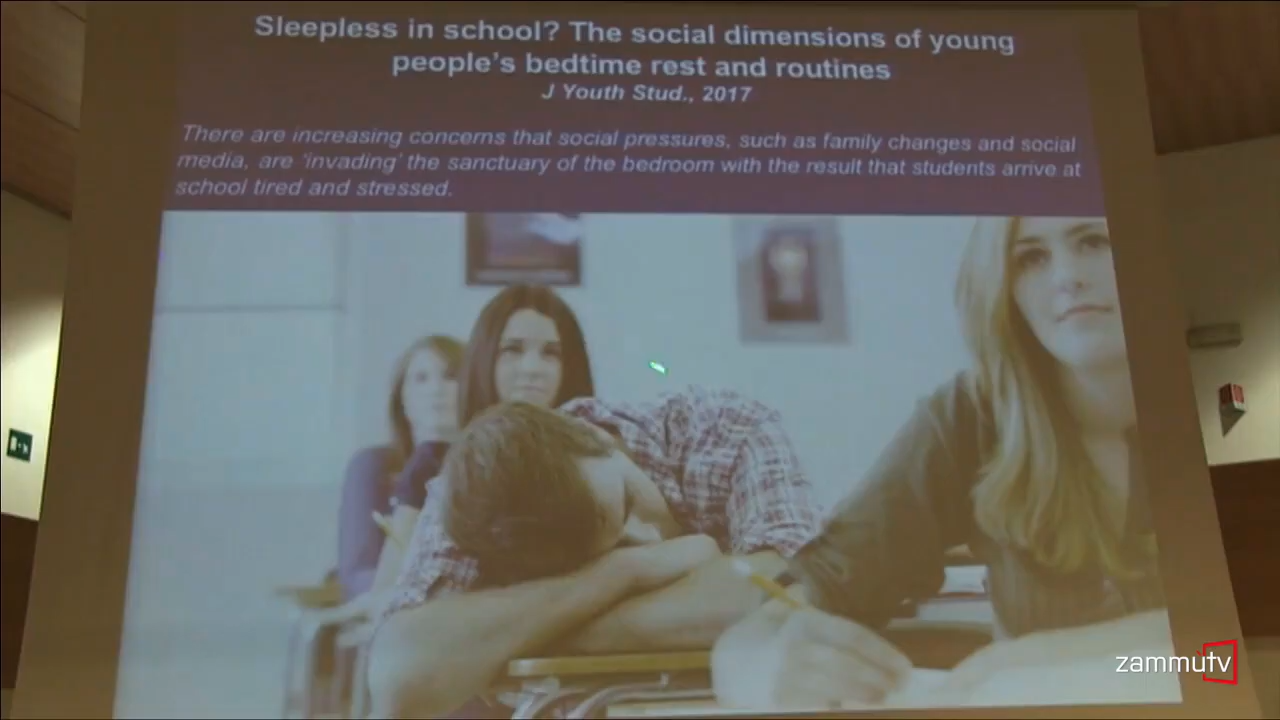 Sleepless in school? The social dimensions of young
people's bedtime rest and routines
J Youth Stud., 2017
There are increasing concerns that social pressures, such as family changes and social
media, are 'invading' the sanctuary of the bedroom with the result that students arrive at
school tired and stressed.
zammùtv